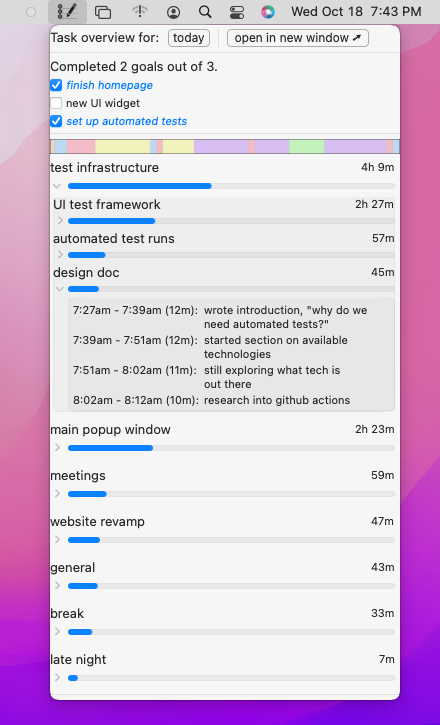 Wed Oct 18 7:43 PM
Task overview for: today open in new window
Completed 2 goals out of 3.
finish homepage
new UI widget
set up automated tests
test infrastructure 4h 9m
UI test framework 2h 27m
automated test runs 57m
design doc 45m
7:27am - 7:39am (12m): wrote introduction, "why do we
need automated tests?"
7:39am - 7:51am (12m): started section on available
technologies
7:51am - 8:02am (11m): still exploring what tech is
out there
8:02am - 8:12am (10m): research into github actions
main popup window 2h 23m
meetings 59m
website revamp 47m
general 43m
break 33m
late night 7m